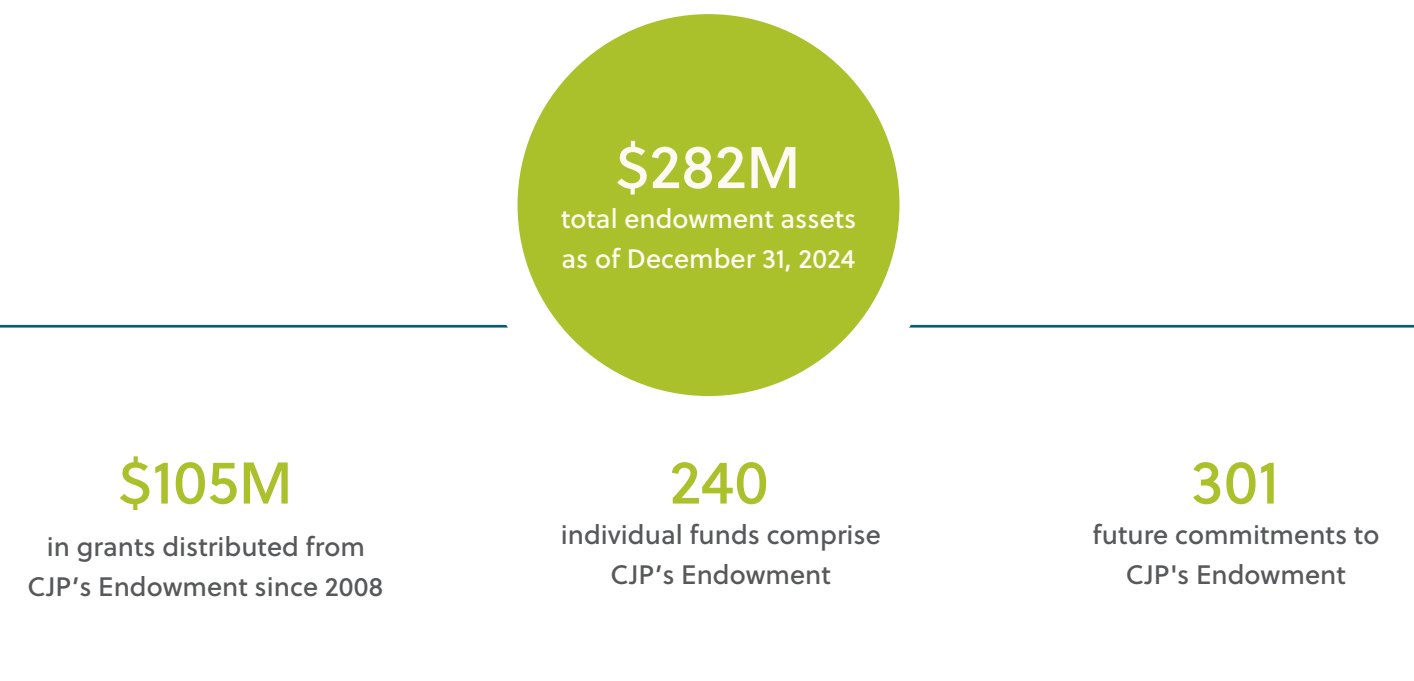 $282M
total endowment assets
as of December 31, 2024
$105M
in grants distributed from
CJP’s Endowment since 2008
240
individual funds comprise
CJP’s Endowment
301
future commitments to
CJP's Endowment